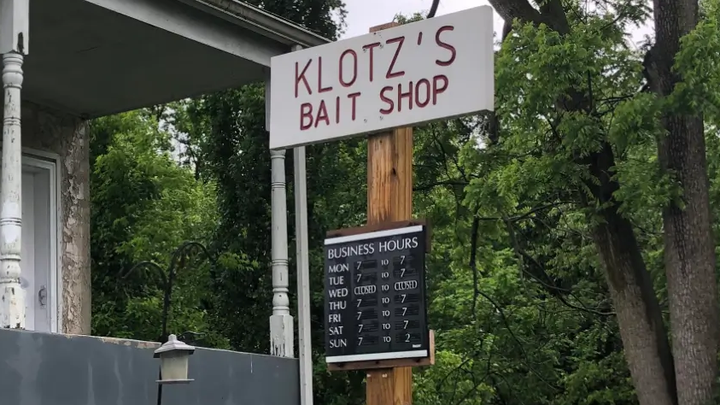 KLOTZ'S
BAIT SHOP
BUSINESS HOURS
MON 7 TO 7
TUE 7 TO 7
WED CLOSED TO CLOSED
THU 7 TO 7
FRI 7 TO 7
SAT 7 TO 7
SUN 7 TO 2